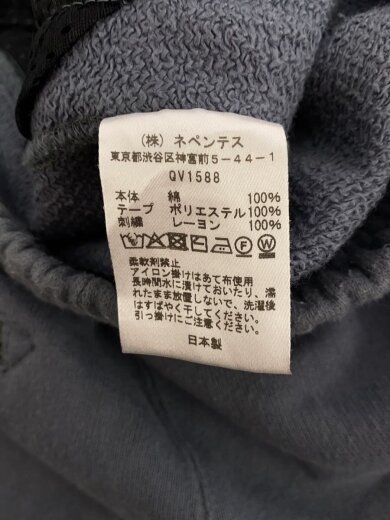 (株) ネペンテス
東京都渋谷区神宮前5-44-1
QV1588
本体 綿 100%
テープ ポリエステル100%
刺繍 レーヨン 100%
F W
柔軟剤禁止
アイロン掛けはあて布使用
長時間水に漬けておいたり、濡
れたまま放置しないで、洗濯後
はすばやく干してください。
引っ掛けにご注意ください。
日本製